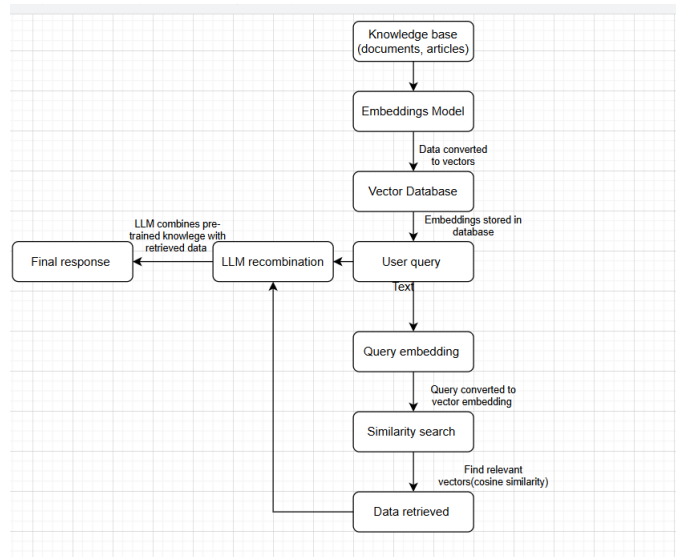 Knowledge base
(documents, articles)
Embeddings Model
Data converted
to vectors
Vector Database
Embeddings stored in
database
LLM combines pre-
trained knowlege with
retrieved data
Final response
LLM recombination
User query
Text
Query embedding
Query converted to
vector embedding
Similarity search
Find relevant
vectors(cosine similarity)
Data retrieved